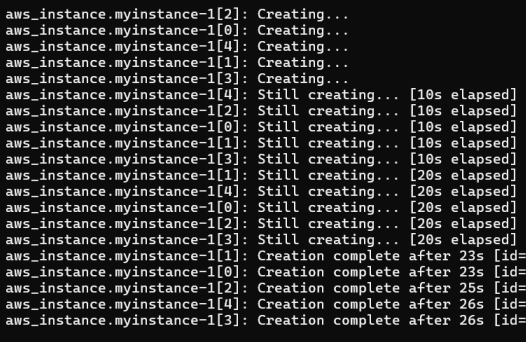 aws_instance.myinstance-1[2]: Creating...
aws_instance.myinstance-1[0]: Creating...
aws_instance.myinstance-1[4]: Creating...
aws_instance.myinstance-1[1]: Creating...
aws_instance.myinstance-1[3]: Creating...
aws_instance.myinstance-1[4]: Still creating... [10s elapsed]
aws_instance.myinstance-1[2]: Still creating... [10s elapsed]
aws_instance.myinstance-1[0]: Still creating... [10s elapsed]
aws_instance.myinstance-1[1]: Still creating... [10s elapsed]
aws_instance.myinstance-1[3]: Still creating... [10s elapsed]
aws_instance.myinstance-1[1]: Still creating... [20s elapsed]
aws_instance.myinstance-1[4]: Still creating... [20s elapsed]
aws_instance.myinstance-1[0]: Still creating... [20s elapsed]
aws_instance.myinstance-1[2]: Still creating... [20s elapsed]
aws_instance.myinstance-1[3]: Still creating... [20s elapsed]
aws_instance.myinstance-1[1]: Creation complete after 23s [id=
aws_instance.myinstance-1[0]: Creation complete after 23s [id=
aws_instance.myinstance-1[2]: Creation complete after 25s [id=
aws_instance.myinstance-1[4]: Creation complete after 26s [id=
aws_instance.myinstance-1[3]: Creation complete after 26s [id=